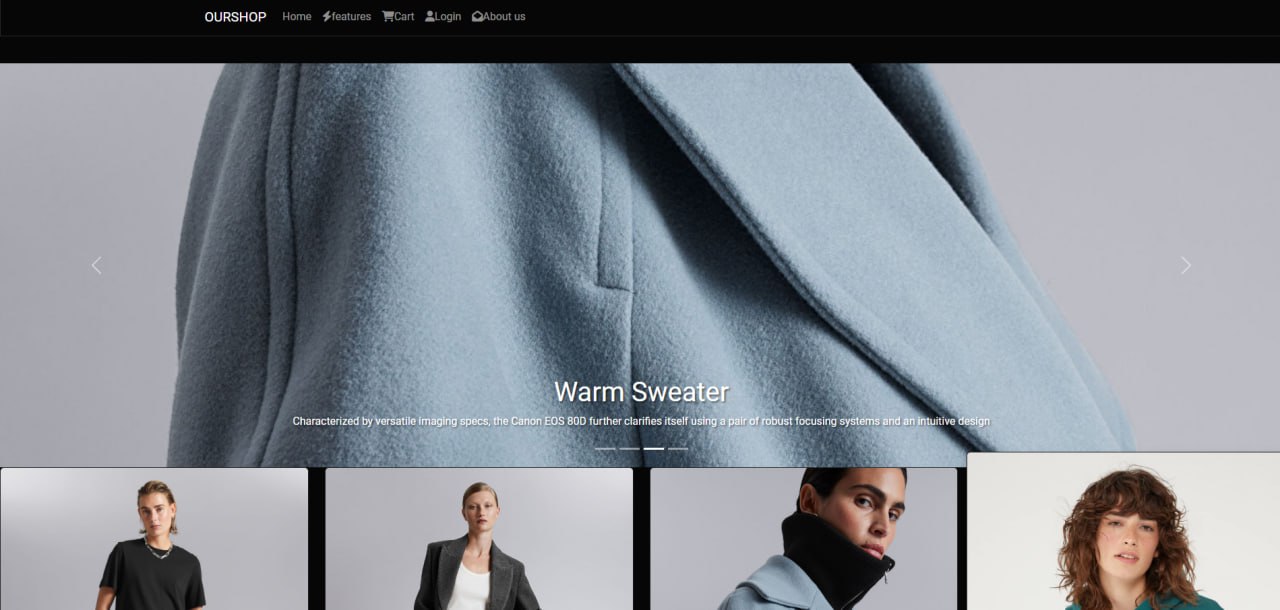 OURSHOP Home features Cart Login About us
Warm Sweater
Characterized by versatile imaging specs, the Canon EOS 80D further clarifies itself using a pair of robust focusing systems and an intuitive design